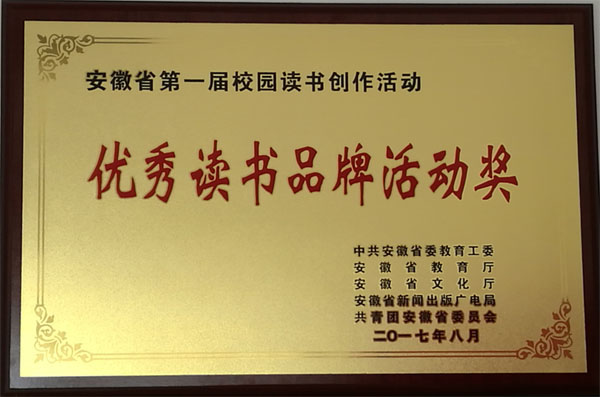 安徽省第一届校园读书创作活动
优秀读书品牌活动奖
中共安徽省委教育工委
安徽省教育厅
安徽省文化厅
安徽省新闻出版广电局
共青团安徽省委员会
二〇一七年八月